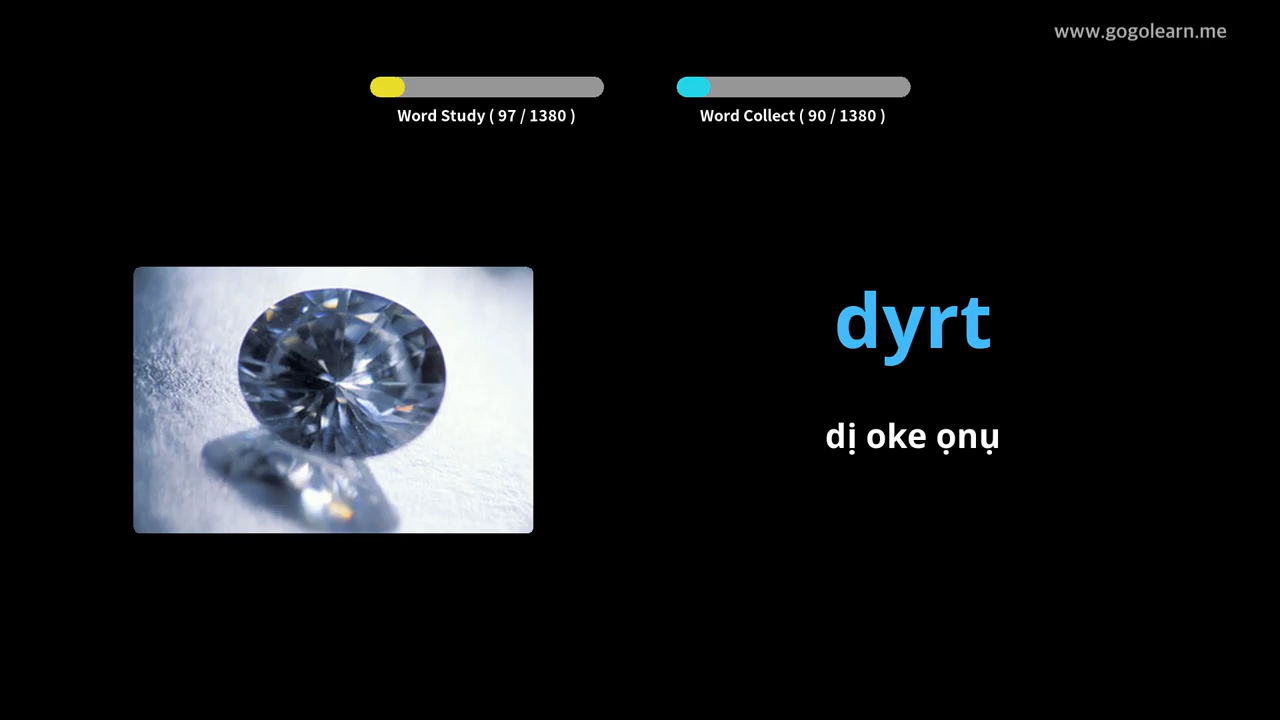 www.gogolearn.me
Word Study ( 97 / 1380 )
Word Collect ( 90 / 1380 )
dyrt
dị oke ọnụ